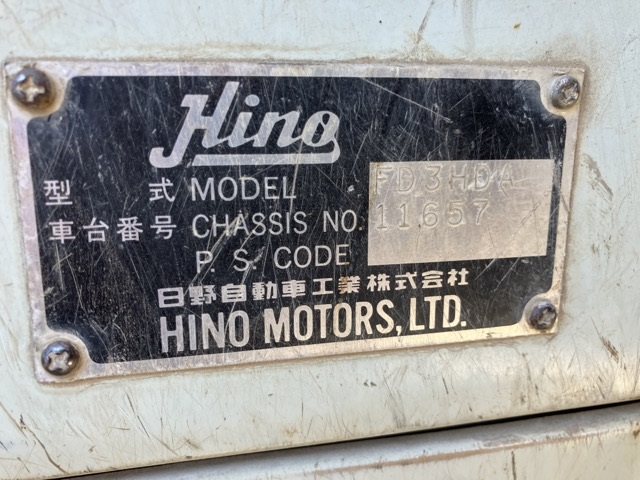 Hino
型 式 MODEL FD3HDA
車台番号 CHASSIS NO. 11657
P. S. CODE
日野自動車工業株式会社
HINO MOTORS, LTD.